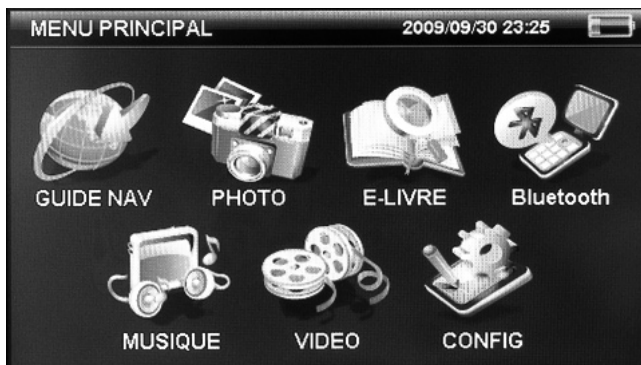 MENU PRINCIPAL 2009/09/30 23:25
GUIDE NAV PHOTO E-LIVRE Bluetooth
MUSIQUE VIDEO CONFIG